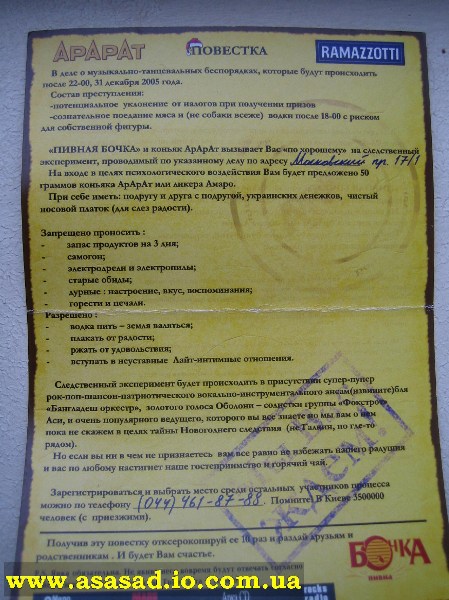 АРАРАТ ПОВЕСТКА RAMAZZOTTI
В деле о музыкально-танцевальных беспорядках, которые будут происходить
после 22-00, 31 декабря 2005 года.
Состав преступления:
-потенциальное уклонение от налогов при получении призов
-сознательное поедание мяса и (не собаки всеже) водки после 18-00 с риском
для собственной фигуры.
«ПИВНАЯ БОЧКА» и коньяк АрАрАт вызывает Вас «по хорошему» на следственный
эксперимент, проводимый по указанному делу по адресу Московский пр. 17/1
На входе в целях психологического воздействия Вам будет предложено 50
граммов коньяка АрАрАт или ликера Амаро.
При себе иметь: подругу и друга с подругой, украинских денежков, чистый
носовой платок (для слез радости).
Запрещено проносить :
- запас продуктов на 3 дня;
- самогон;
- электродрели и электропилы;
- старые обиды;
- дурные : настроение, вкус, воспоминания;
- горести и печали.
Разрешено :
- водка пить – земля валяться;
- плакать от радости;
- ржать от удовольствия;
- вступать в неуставные Лайт-интимные отношения.
Следственный эксперимент будет происходить в присутствии супер-пупер
рок-поп-шансон-патриотического вокально-инструментального ансам(извините)бля
«Бангладеш оркестр», золотого голоса Оболони – солистки группы «Фокстрот»
Аси, и очень популярного ведущего, которого вы все знаете но мы вам о нем
пока не скажем в целях тайны Новогоднего следствия (не Галкин, но где-то
рядом).
Но если вы ни в чем не признаетесь вам все равно не избежать нашего радушия
и вас по любому настигнет наше гостеприимство и горячий чай.
Зарегистрироваться и выбрать место среди остальных участников процесса
можно по телефону (044) 461-87-88. Помните! В Киеве 3500000
человек (с приезжими).
Получив эту повестку отксерокопируй ее 10 раз и раздай друзьям и
родственникам . И будет Вам счастье.
БОЧКА
ПИВНА
www.asasad.io.com.ua www.asasad.io.com.ua